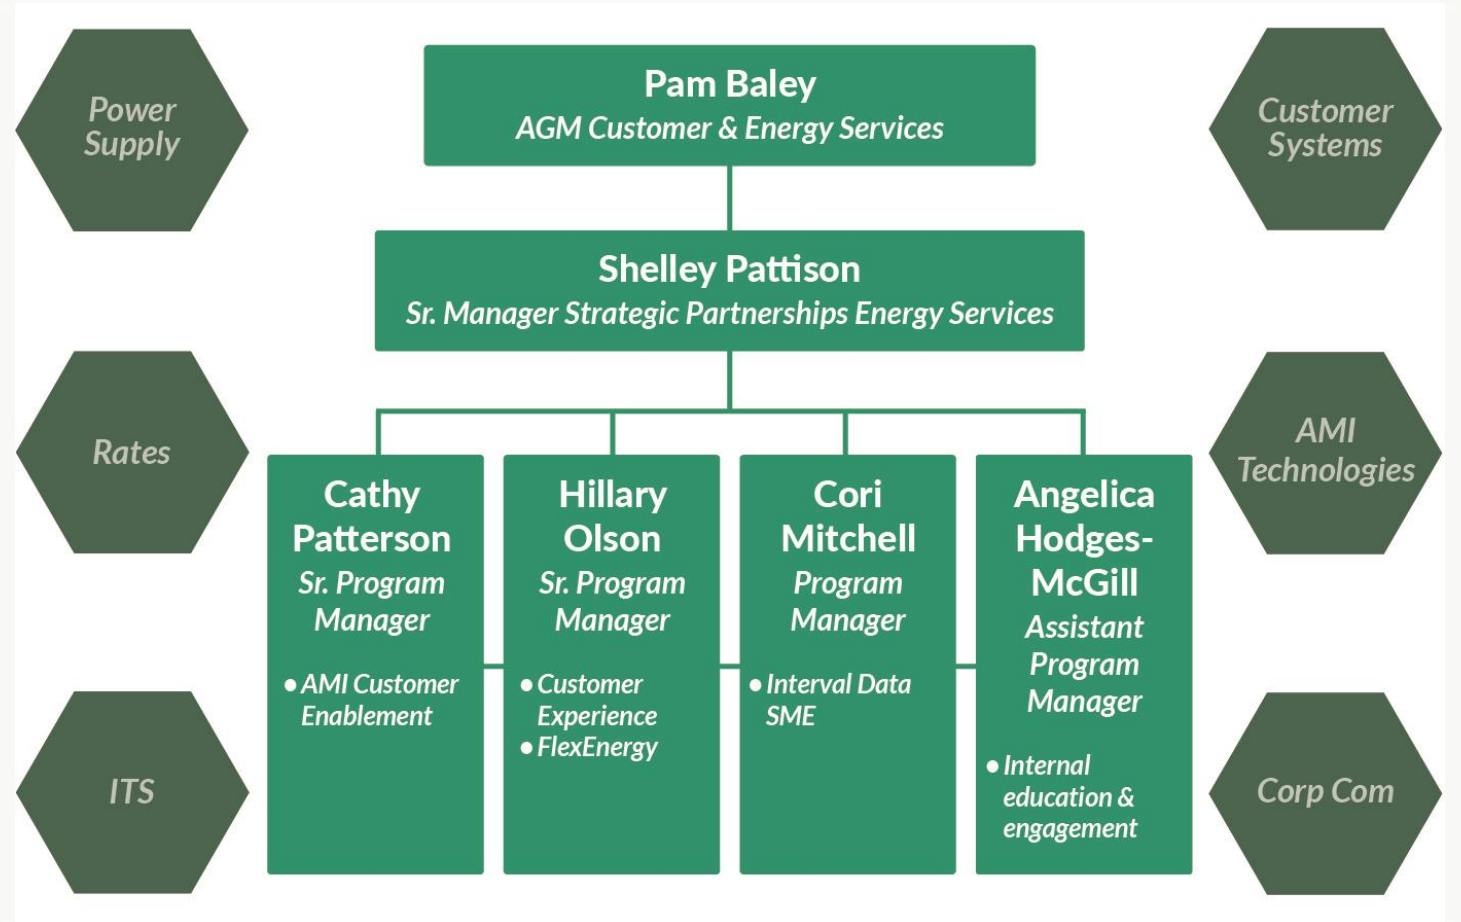 Power
Supply
Pam Baley
AGM Customer & Energy Services
Customer
Systems
Shelley Pattison
Sr. Manager Strategic Partnerships Energy Services
Rates
AMI
Technologies
Cathy
Patterson
Sr. Program
Manager
● AMI Customer
Enablement
Hillary
Olson
Sr. Program
Manager
● Customer
Experience
● FlexEnergy
Cori
Mitchell
Program
Manager
● Interval Data
SME
Angelica
Hodges-
McGill
Assistant
Program
Manager
● Internal
education &
engagement
ITS
Corp Com